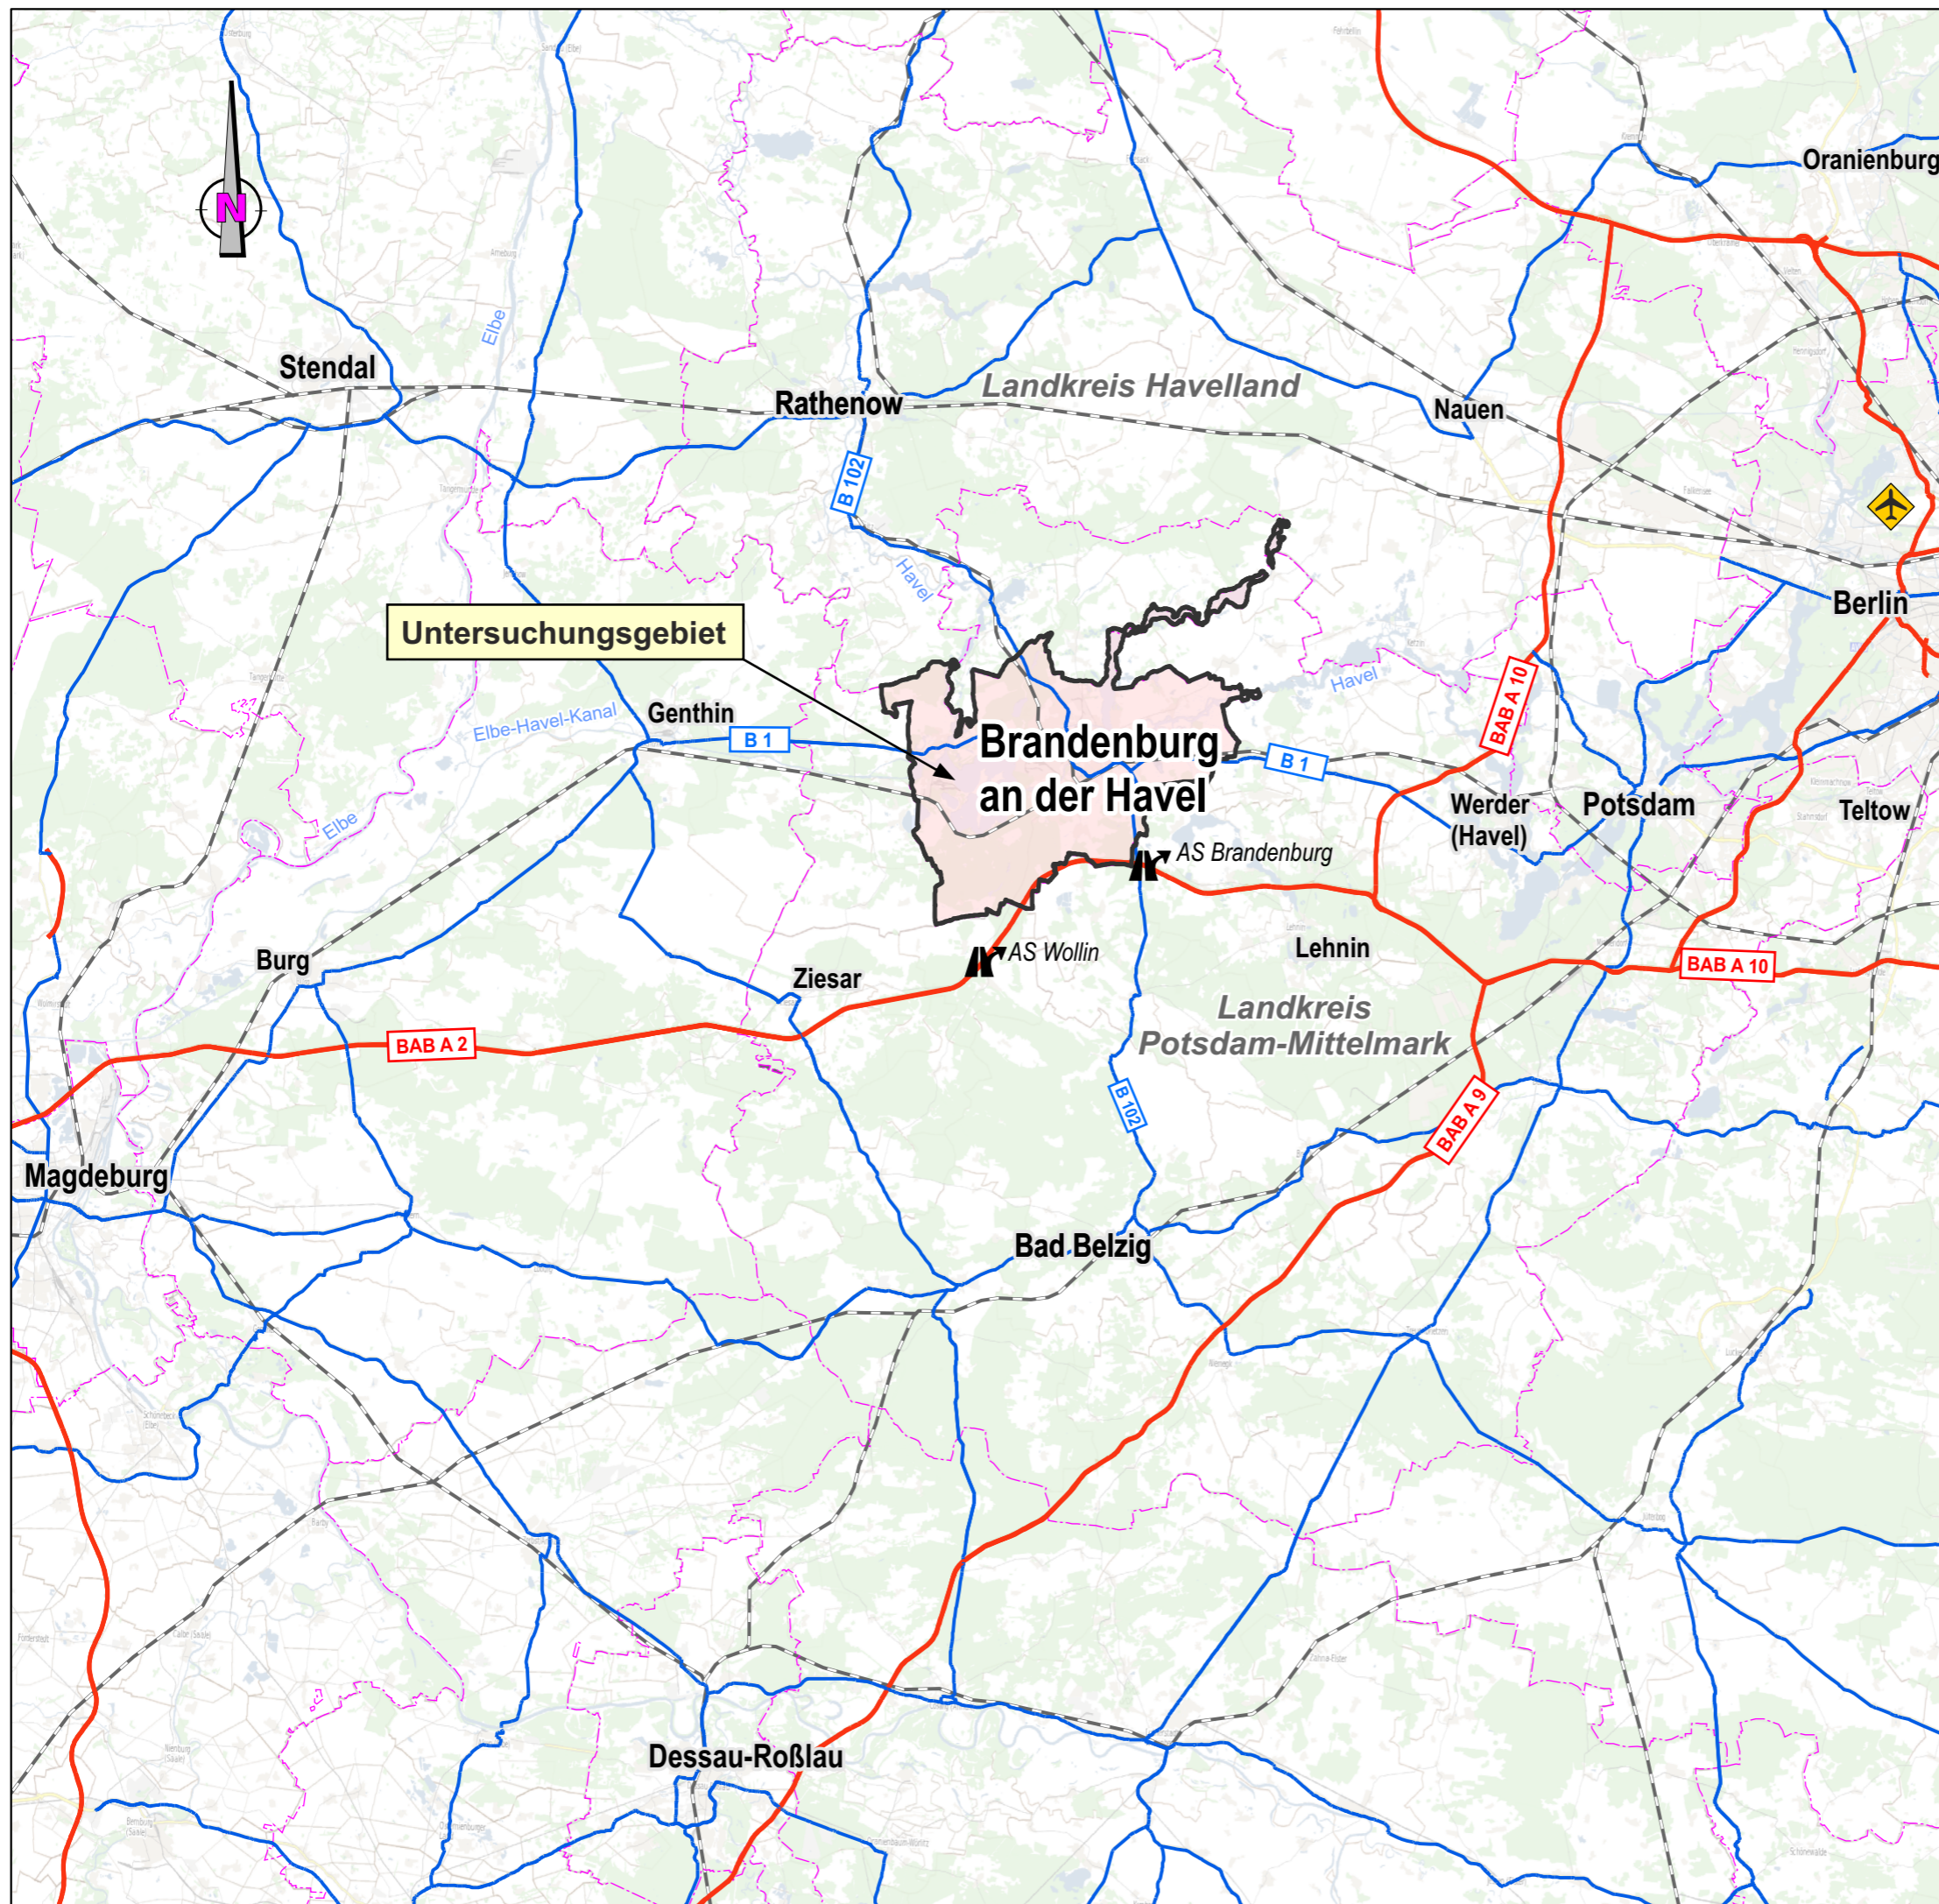 N
Oranienburg
Elbe
Stendal
Landkreis Havelland
Rathenow
Nauen
B 102
Havel
Berlin
Untersuchungsgebiet
Havel
BAB A 10
Elbe-Havel-Kanal
Genthin
B 1
Brandenburg
an der Havel
B 1
Werder
(Havel)
Potsdam
Teltow
Elbe
AS Brandenburg
AS Wollin
Lehnin
Burg
Ziesar
BAB A 10
Landkreis
Potsdam-Mittelmark
BAB A 2
B 102
BAB A 9
Magdeburg
Bad Belzig
Dessau-Roßlau